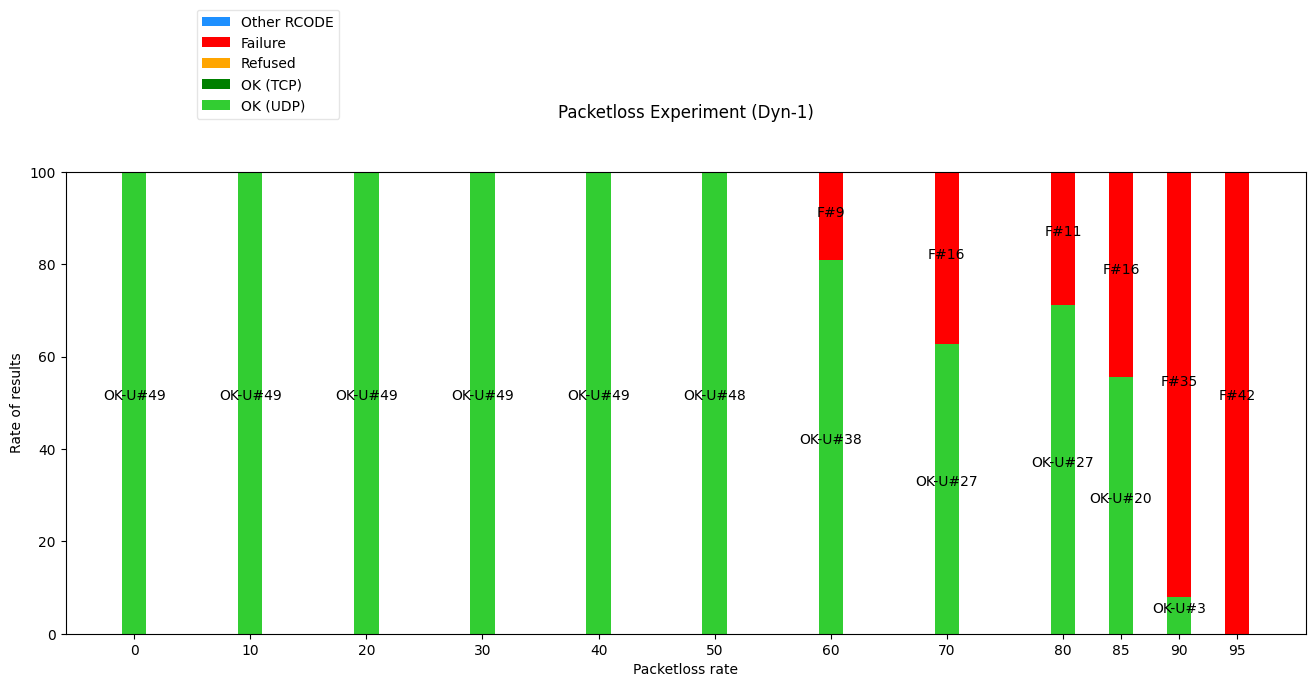 Other RCODE
Failure
Refused
OK (TCP)
OK (UDP)
Packetloss Experiment (Dyn-1)
Rate of results
100
80
60
40
20
0
F#9
F#16
F#11
F#16
F#35
F#42
OK-U#49
OK-U#49
OK-U#49
OK-U#49
OK-U#49
OK-U#48
OK-U#38
OK-U#27
OK-U#27
OK-U#20
OK-U#3
0 10 20 30 40 50 60 70 80 85 90 95
Packetloss rate